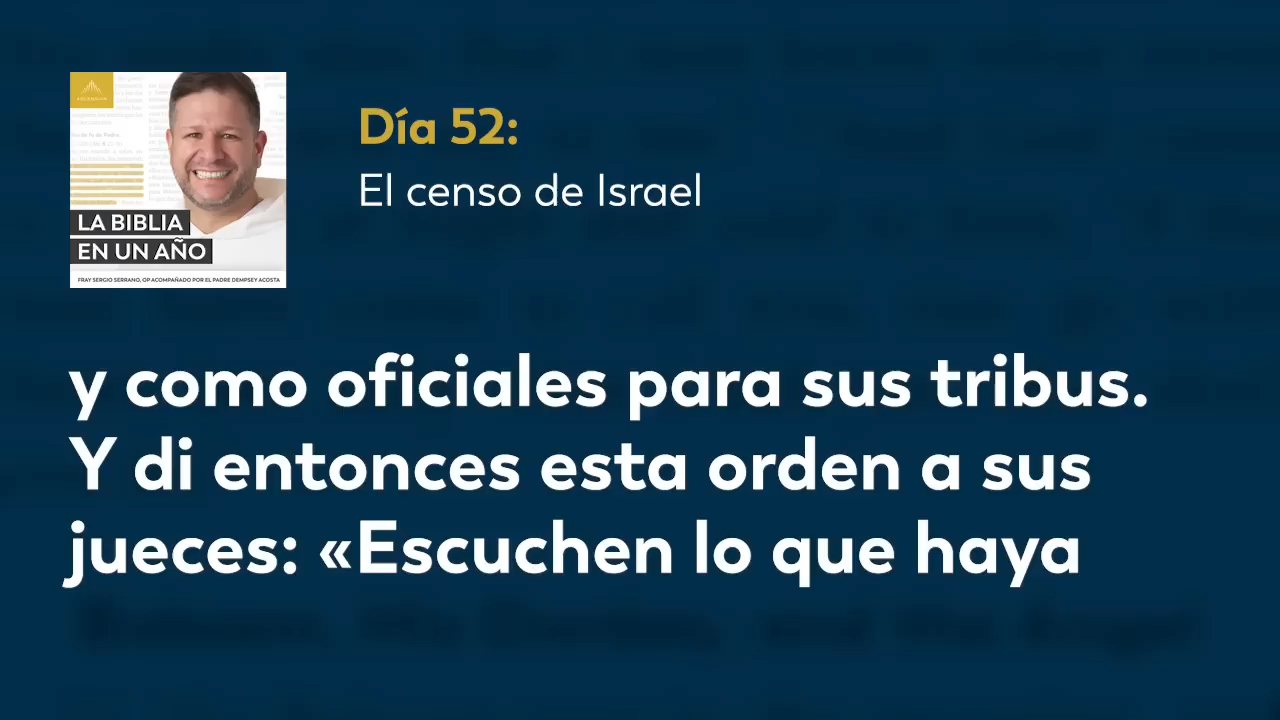 Día 52:
El censo de Israel
LA BIBLIA
EN UN AÑO
FRAY SERGIO SERRANO, OP ACOMPAÑADO POR EL PADRE DEMPSEY ACOSTA
y como oficiales para sus tribus.
Y di entonces esta orden a sus
jueces: «Escuchen lo que haya